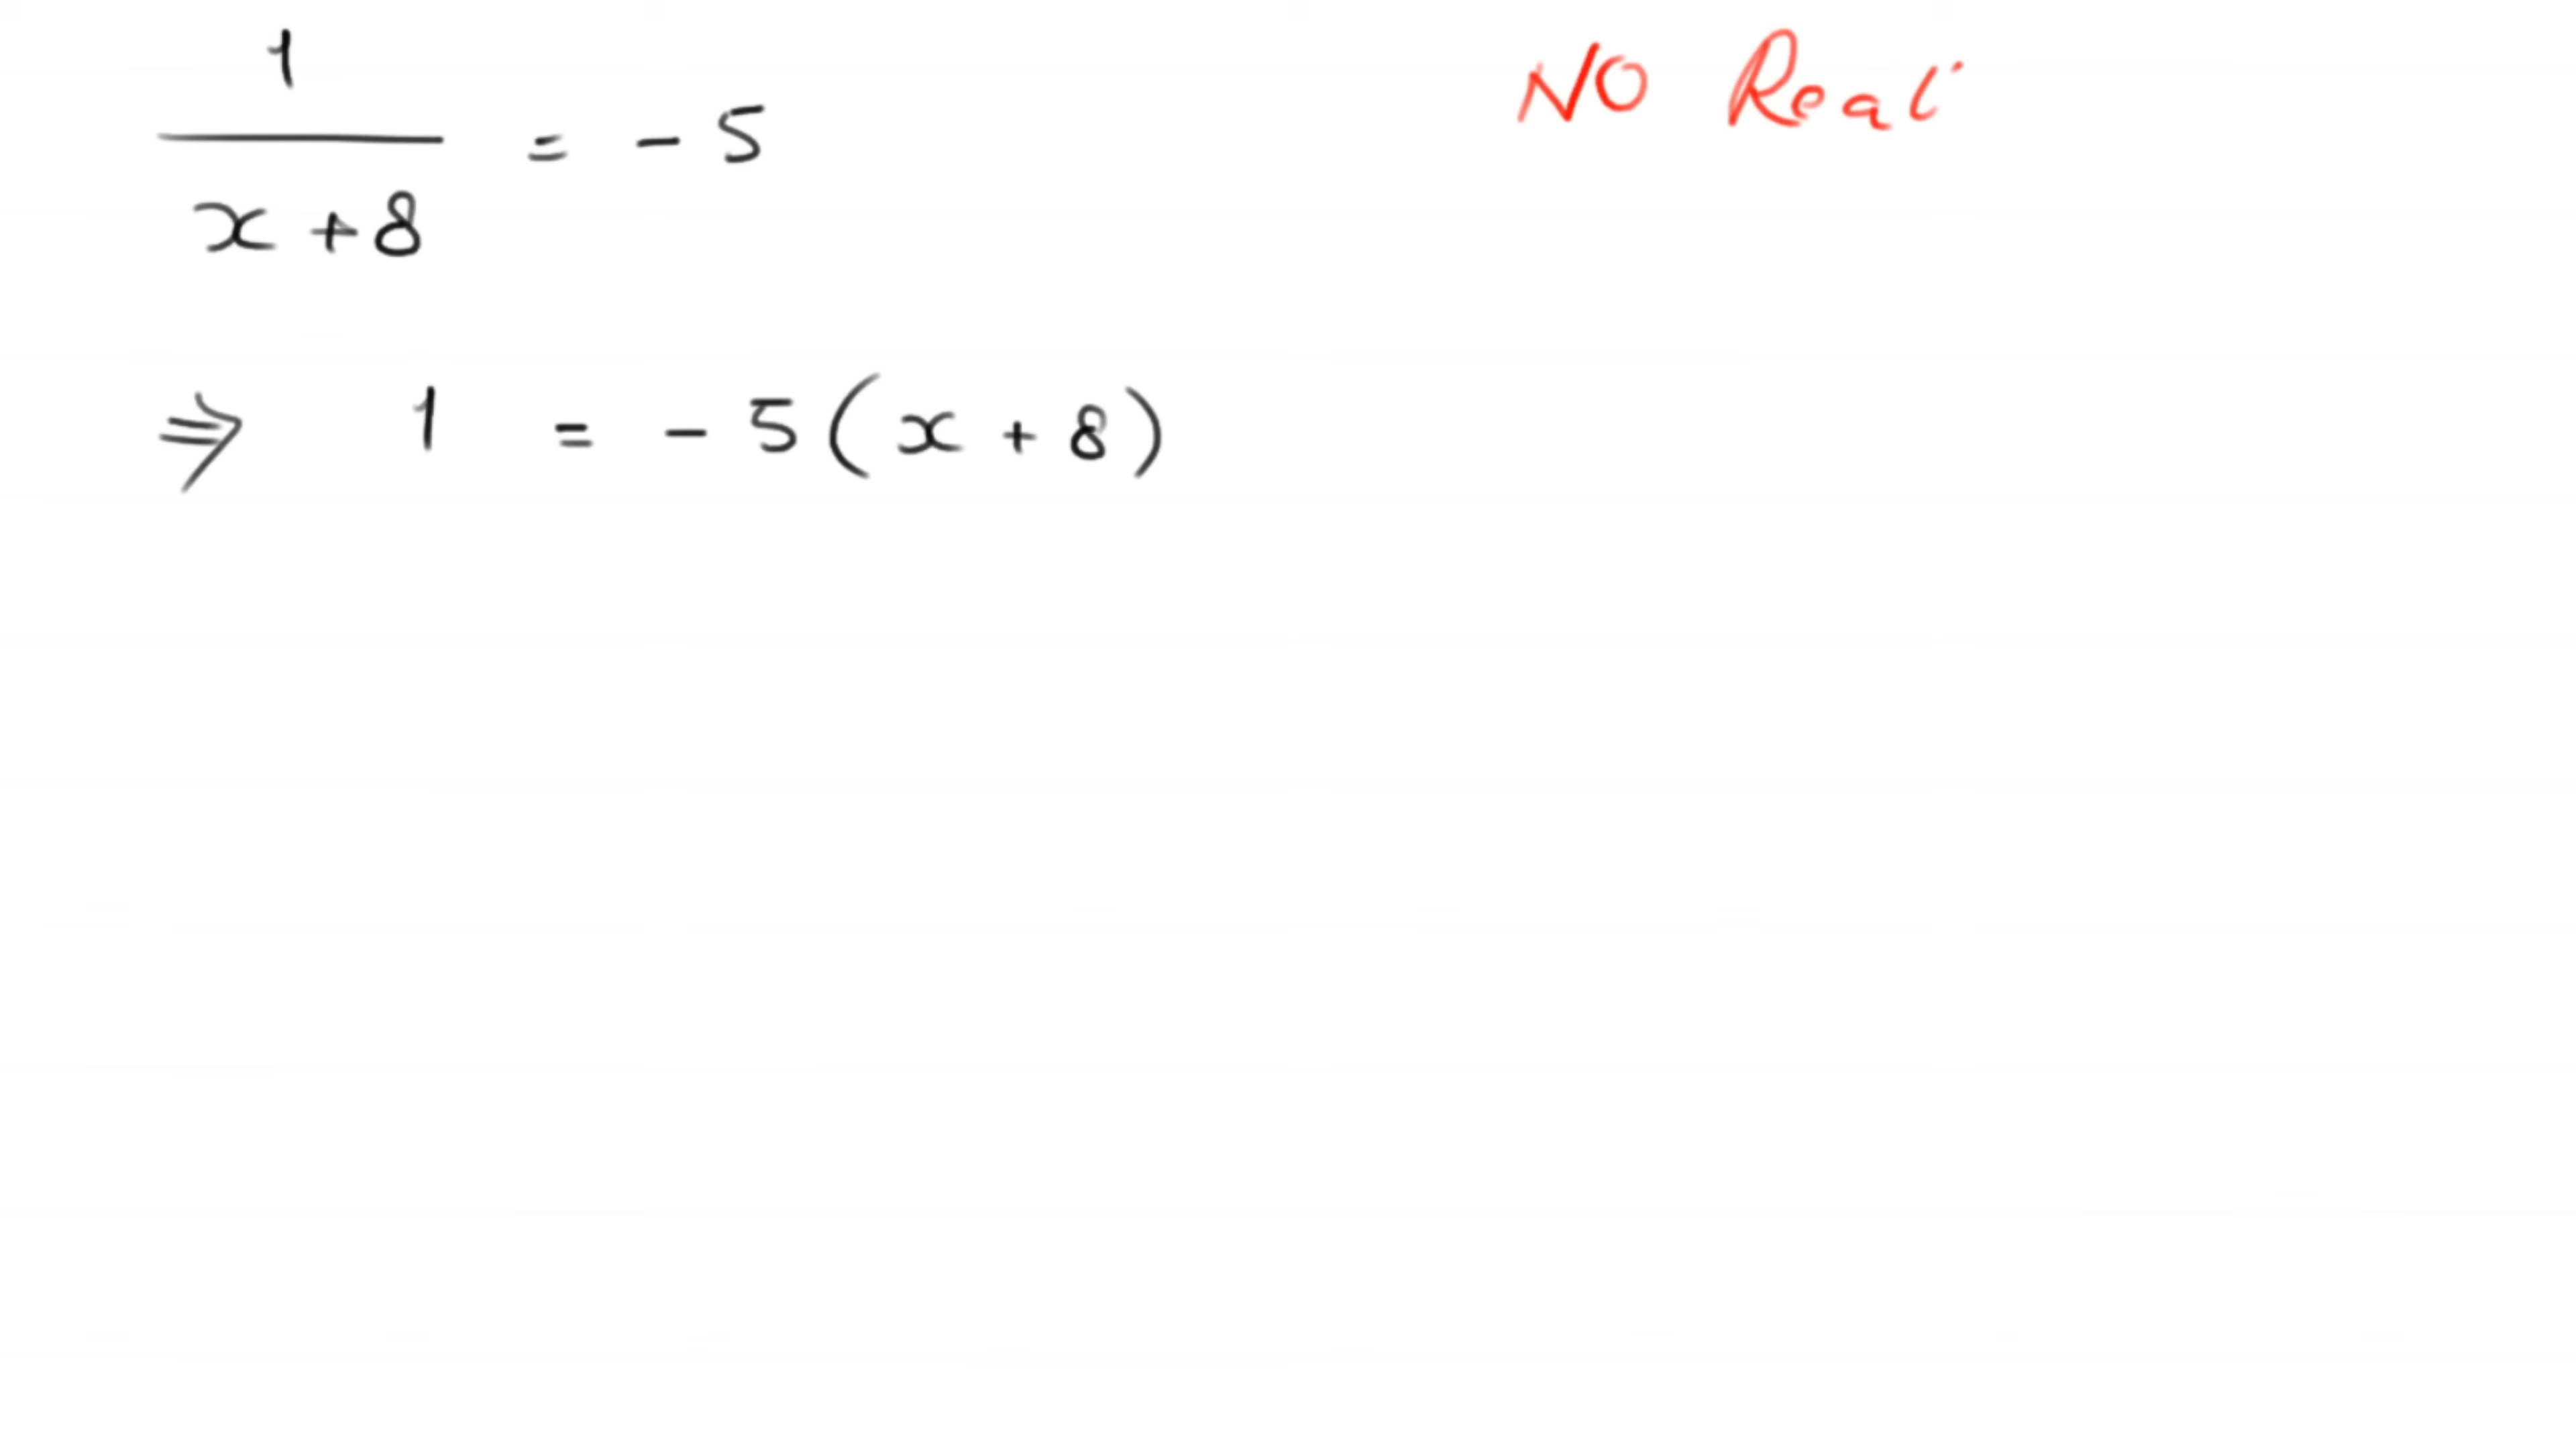 1
───
x + 8
= - 5
NO Real
⇒ 1 = - 5 ( x + 8 )